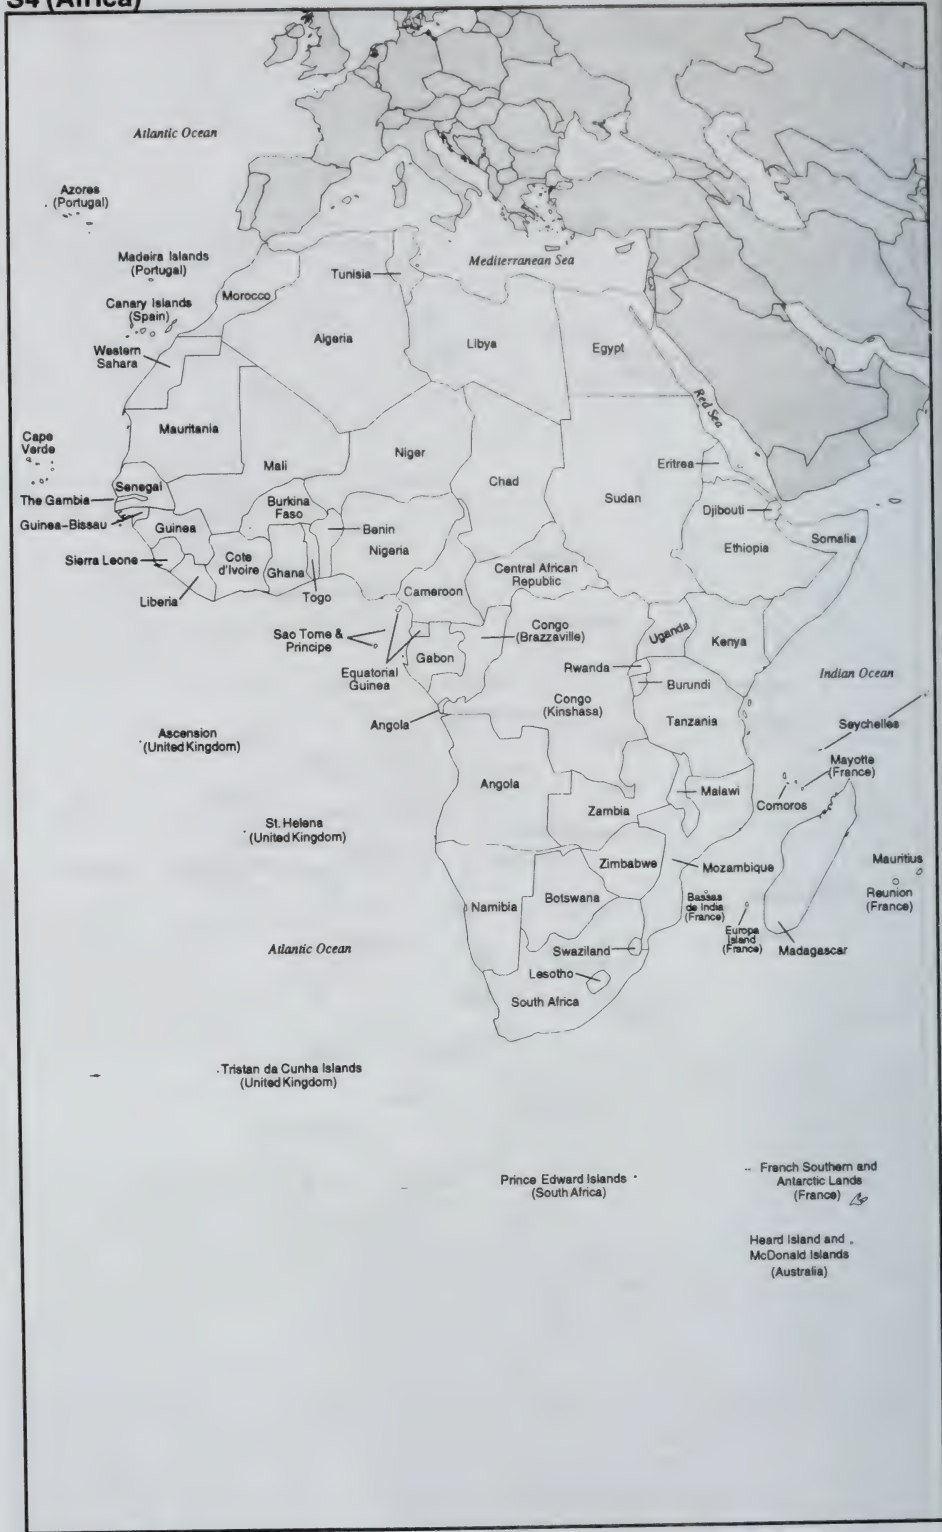 S4 (Africa)
Atlantic Ocean
Azores
(Portugal)
Madeira Islands
(Portugal)
Tunisia
Mediterranean Sea
Morocco
Canary Islands
(Spain)
Algeria
Libya
Egypt
Western
Sahara
Red Sea
Mauritania
Cape
Verde
Niger
Mali
Eritrea
Chad
Senegal
Sudan
The Gambia
Burkina
Faso
Djibouti
Guinea-Bissau
Guinea
Benin
Somalia
Nigeria
Ethiopia
Sierra Leone
Cote
d'Ivoire
Ghana
Central African
Republic
Cameroon
Liberia
Togo
Congo
(Brazzaville)
Uganda
Kenya
Sao Tome &
Principe
Gabon
Rwanda
Equatorial
Guinea
Indian Ocean
Burundi
Congo
(Kinshasa)
Tanzania
Angola
Seychelles
Ascension
(United Kingdom)
Mayotte
(France)
Angola
Malawi
Comoros
Zambia
St. Helena
(United Kingdom)
Zimbabwe
Mozambique
Mauritius
Botswana
Bassas
de India
(France)
Reunion
(France)
Namibia
Europa
Island
(France)
Atlantic Ocean
Swaziland
Madagascar
Lesotho
South Africa
Tristan da Cunha Islands
(United Kingdom)
French Southern and
Antarctic Lands
(France)
Prince Edward Islands
(South Africa)
Heard Island and
McDonald Islands
(Australia)